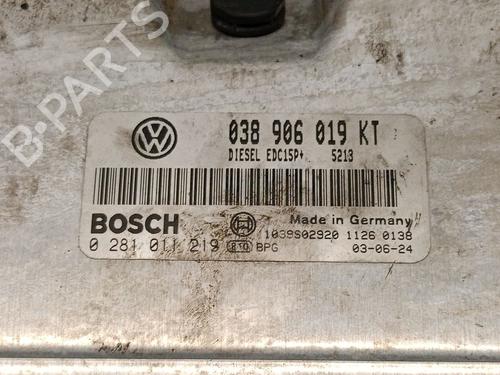 038 906 019 KT
DIESEL EDC15P+ 5213
BOSCH
Made in Germany
1039S02920 1126 0138
0 281 011 219
810 BPG
03-06-24
B-PARTS